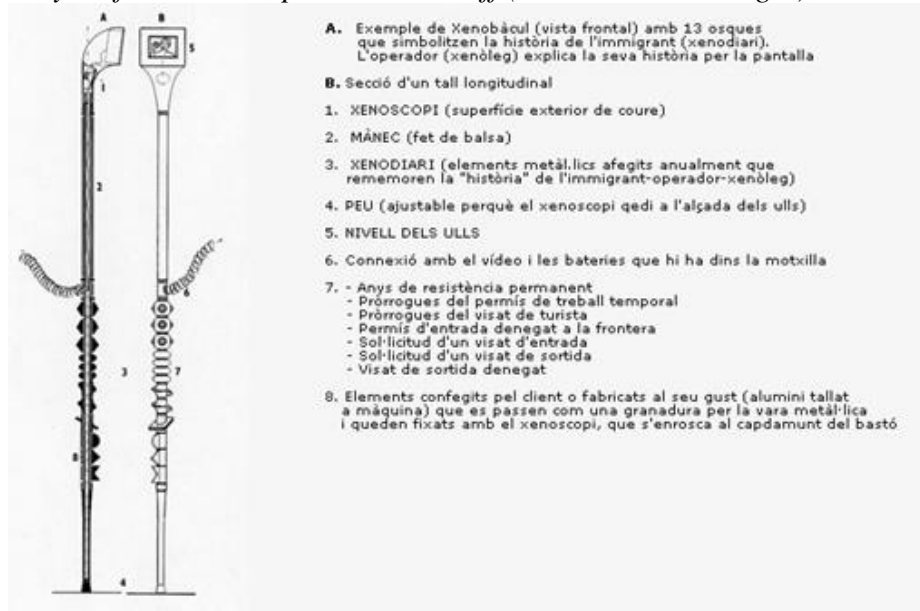 A B
5
1
2
6
3 7
8
4
A. Exemple de Xenobàcul (vista frontal) amb 13 osques
que simbolitzen la història de l'immigrant (xenodiari).
L'operador (xenòleg) explica la seva història per la pantalla
B. Secció d'un tall longitudinal
1. XENOSCOPI (superfície exterior de coure)
2. MÀNEC (fet de balsa)
3. XENODIARI (elements metàl.lics afegits anualment que
rememoren la "història" de l'immigrant-operador-xenòleg)
4. PEU (ajustable perquè el xenoscopi qedi a l'alçada dels ulls)
5. NIVELL DELS ULLS
6. Connexió amb el vídeo i les bateries que hi ha dins la motxilla
7. - Anys de resistència permanent
- Pròrrogues del permís de treball temporal
- Pròrrogues del visat de turista
- Permís d'entrada denegat a la frontera
- Sol·licitud d'un visat d'entrada
- Sol·licitud d'un visat de sortida
- Visat de sortida denegat
8. Elements confegits pel client o fabricats al seu gust (alumini tallat
a màquina) que es passen com una granadura per la vara metàl·lica
i queden fixats amb el xenoscopi, que s'enrosca al capdamunt del bastó